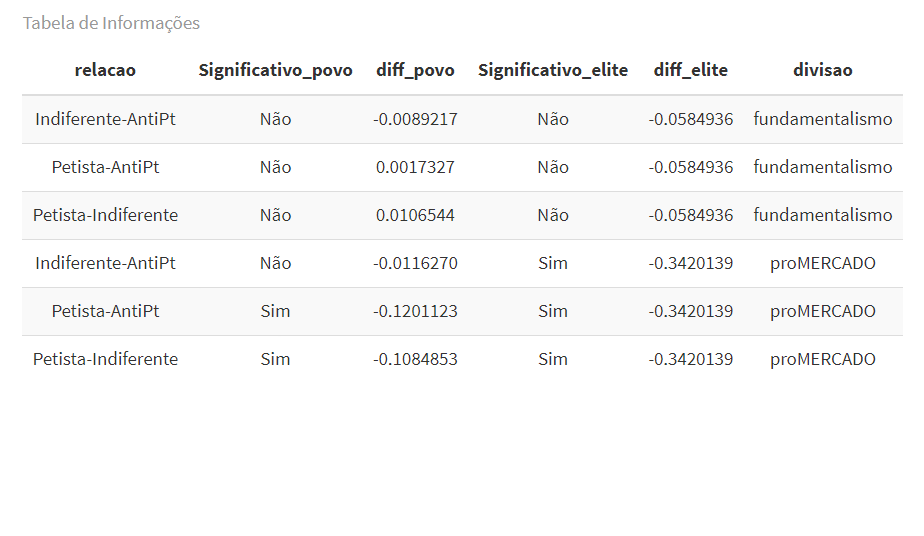 Tabela de Informações
relacao Significativo_povo diff_povo Significativo_elite diff_elite divisao
Indiferente-AntiPt Não -0.0089217 Não -0.0584936 fundamentalismo
Petista-AntiPt Não 0.0017327 Não -0.0584936 fundamentalismo
Petista-Indiferente Não 0.0106544 Não -0.0584936 fundamentalismo
Indiferente-AntiPt Não -0.0116270 Sim -0.3420139 proMERCADO
Petista-AntiPt Sim -0.1201123 Sim -0.3420139 proMERCADO
Petista-Indiferente Sim -0.1084853 Sim -0.3420139 proMERCADO